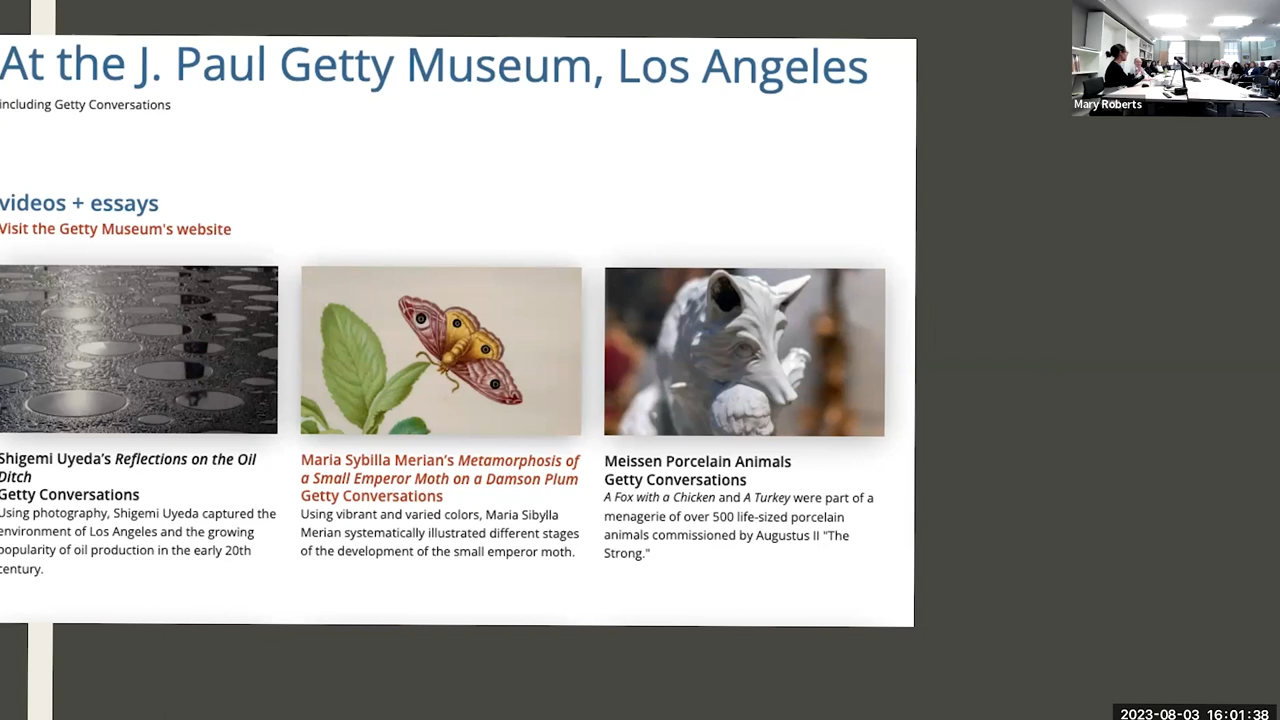 At the J. Paul Getty Museum, Los Angeles
including Getty Conversations
videos + essays
Visit the Getty Museum's website
Shigemi Uyeda's Reflections on the Oil
Ditch
Getty Conversations
Using photography, Shigemi Uyeda captured the
environment of Los Angeles and the growing
popularity of oil production in the early 20th
century.
Maria Sybilla Merian's Metamorphosis of
a Small Emperor Moth on a Damson Plum
Getty Conversations
Using vibrant and varied colors, Maria Sibylla
Merian systematically illustrated different stages
of the development of the small emperor moth.
Meissen Porcelain Animals
Getty Conversations
A Fox with a Chicken and A Turkey were part of a
menagerie of over 500 life-sized porcelain
animals commissioned by Augustus II "The
Strong."
Mary Roberts
2023-08-03 16:01:38